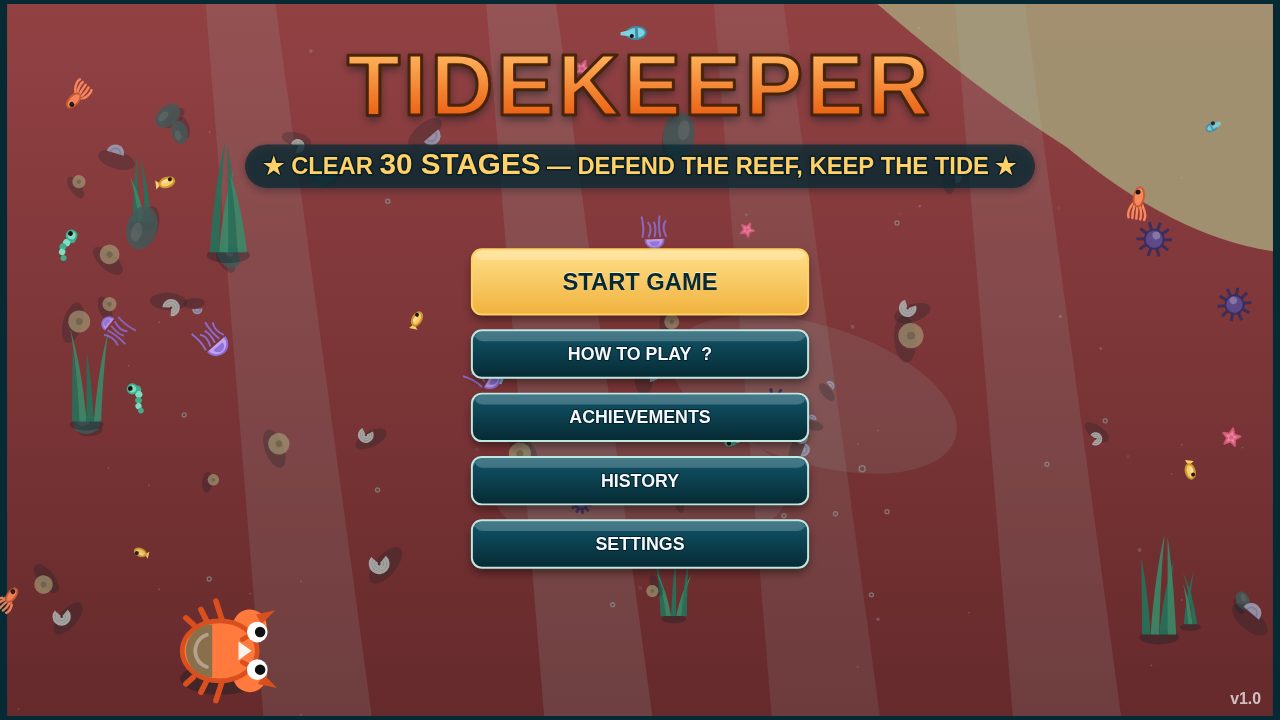 TIDEKEEPER
★ CLEAR 30 STAGES — DEFEND THE REEF, KEEP THE TIDE ★
START GAME
HOW TO PLAY ?
ACHIEVEMENTS
HISTORY
SETTINGS
v1.0